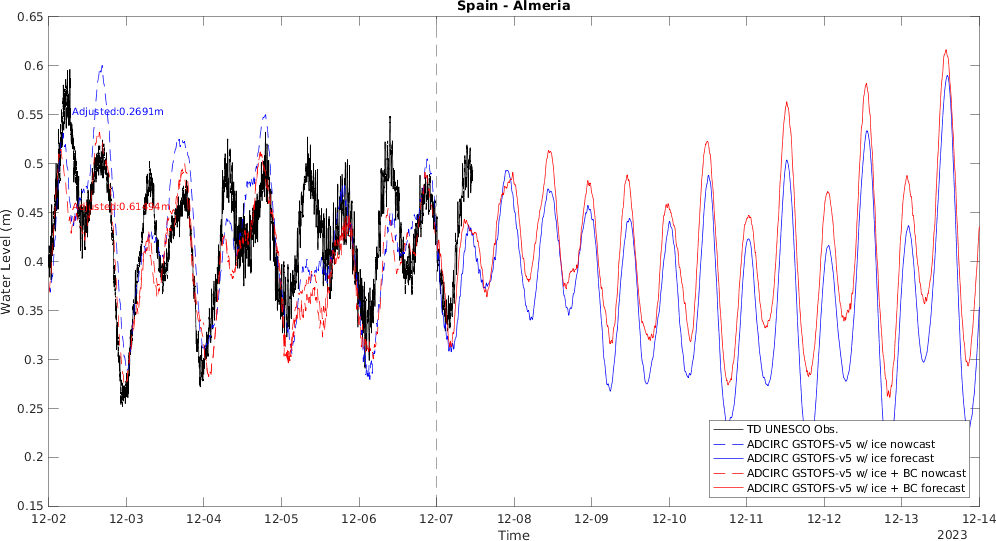 Spain - Almeria
Water Level (m)
0.65
0.6
0.55
0.5
0.45
0.4
0.35
0.3
0.25
0.2
0.15
Adjusted:0.2691m
TD UNESCO Obs.
ADCIRC GSTOFS-v5 w/ ice nowcast
ADCIRC GSTOFS-v5 w/ ice forecast
ADCIRC GSTOFS-v5 w/ ice + BC nowcast
ADCIRC GSTOFS-v5 w/ ice + BC forecast
12-02 12-03 12-04 12-05 12-06 12-07 12-08 12-09 12-10 12-11 12-12 12-13 12-14
Time
2023